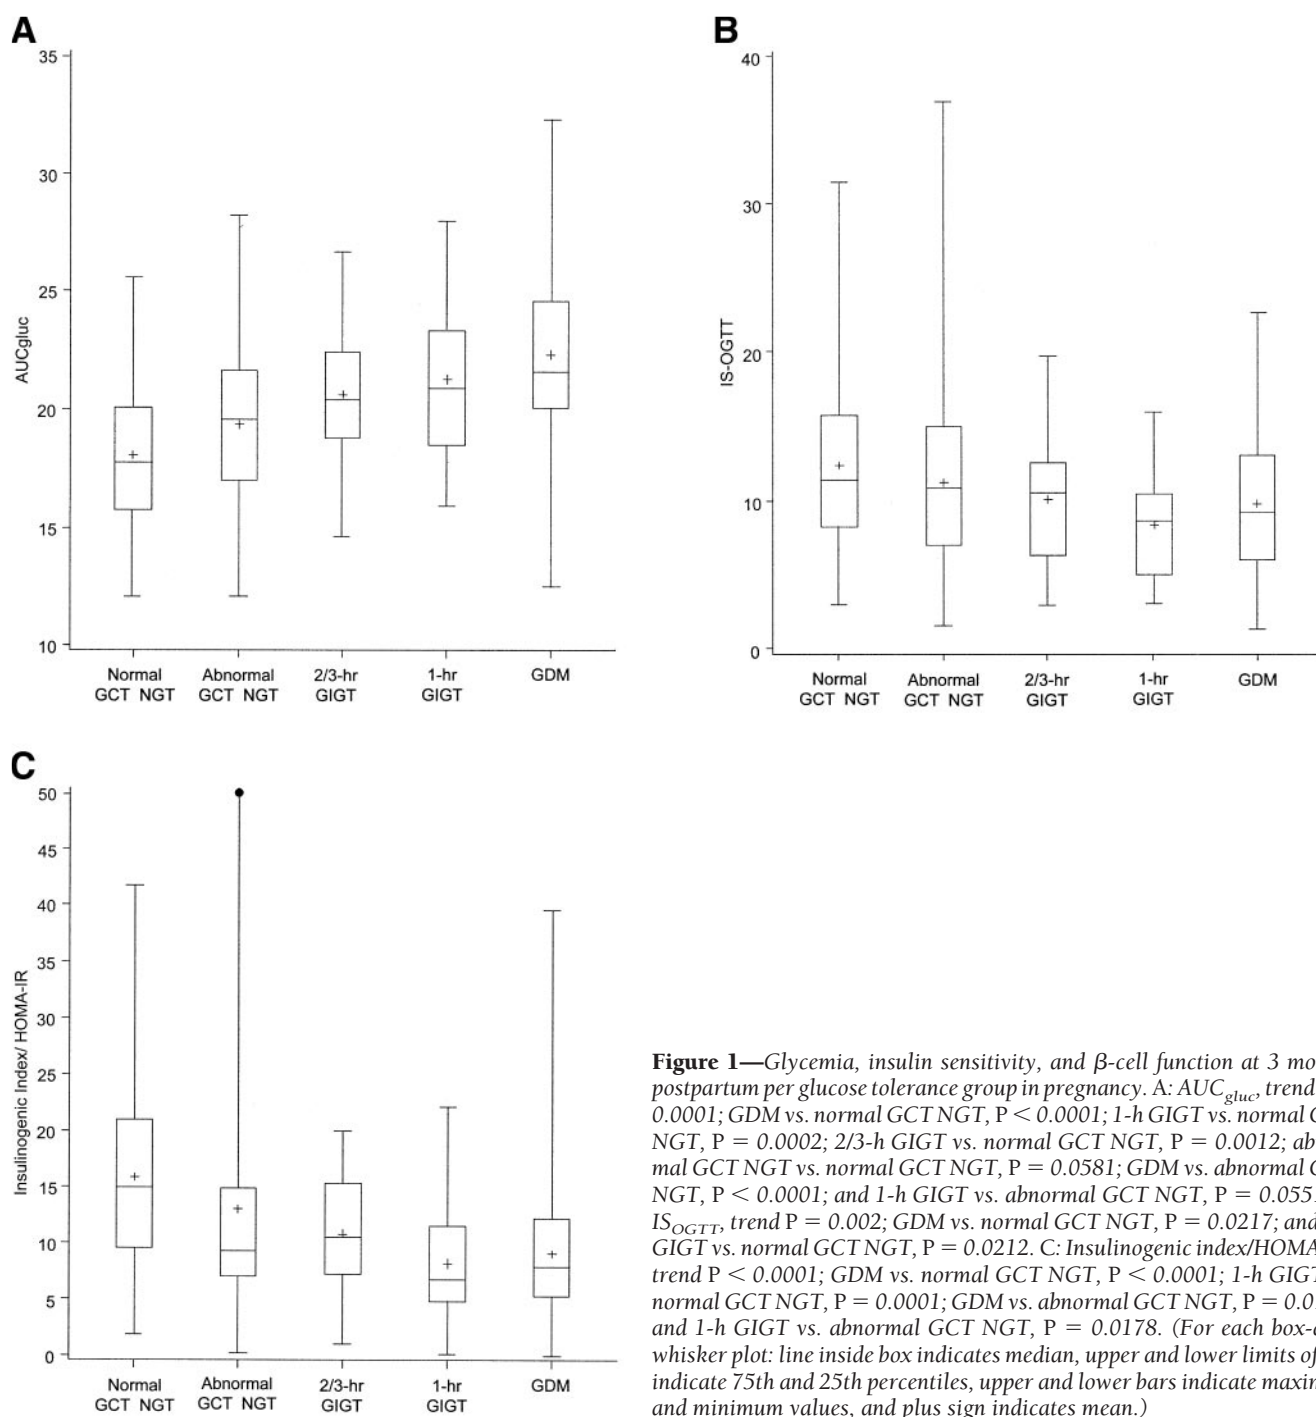 A
35
30
25
20
15
10
AUCgluc
Normal
GCT NGT
Abnormal
GCT NGT
2/3-hr
GIGT
1-hr
GIGT
GDM
B
40
30
20
10
0
IS-OGTT
Normal
GCT NGT
Abnormal
GCT NGT
2/3-hr
GIGT
1-hr
GIGT
GDM
C
50
45
40
35
30
25
20
15
10
5
0
Insulinogenic Index/ HOMA-IR
Normal
GCT NGT
Abnormal
GCT NGT
2/3-hr
GIGT
1-hr
GIGT
GDM
Figure 1—Glycemia, insulin sensitivity, and β-cell function at 3 mo
postpartum per glucose tolerance group in pregnancy. A: AUCgluc, trend
0.0001; GDM vs. normal GCT NGT, P < 0.0001; 1-h GIGT vs. normal
NGT, P = 0.0002; 2/3-h GIGT vs. normal GCT NGT, P = 0.0012; ab
mal GCT NGT vs. normal GCT NGT, P = 0.0581; GDM vs. abnormal
NGT, P < 0.0001; and 1-h GIGT vs. abnormal GCT NGT, P = 0.055
ISOGTT, trend P = 0.002; GDM vs. normal GCT NGT, P = 0.0217; and
GIGT vs. normal GCT NGT, P = 0.0212. C: Insulinogenic index/HOMA
trend P < 0.0001; GDM vs. normal GCT NGT, P < 0.0001; 1-h GIGT
normal GCT NGT, P = 0.0001; GDM vs. abnormal GCT NGT, P = 0.0
and 1-h GIGT vs. abnormal GCT NGT, P = 0.0178. (For each box-
whisker plot: line inside box indicates median, upper and lower limits of
indicate 75th and 25th percentiles, upper and lower bars indicate maxi
and minimum values, and plus sign indicates mean.)